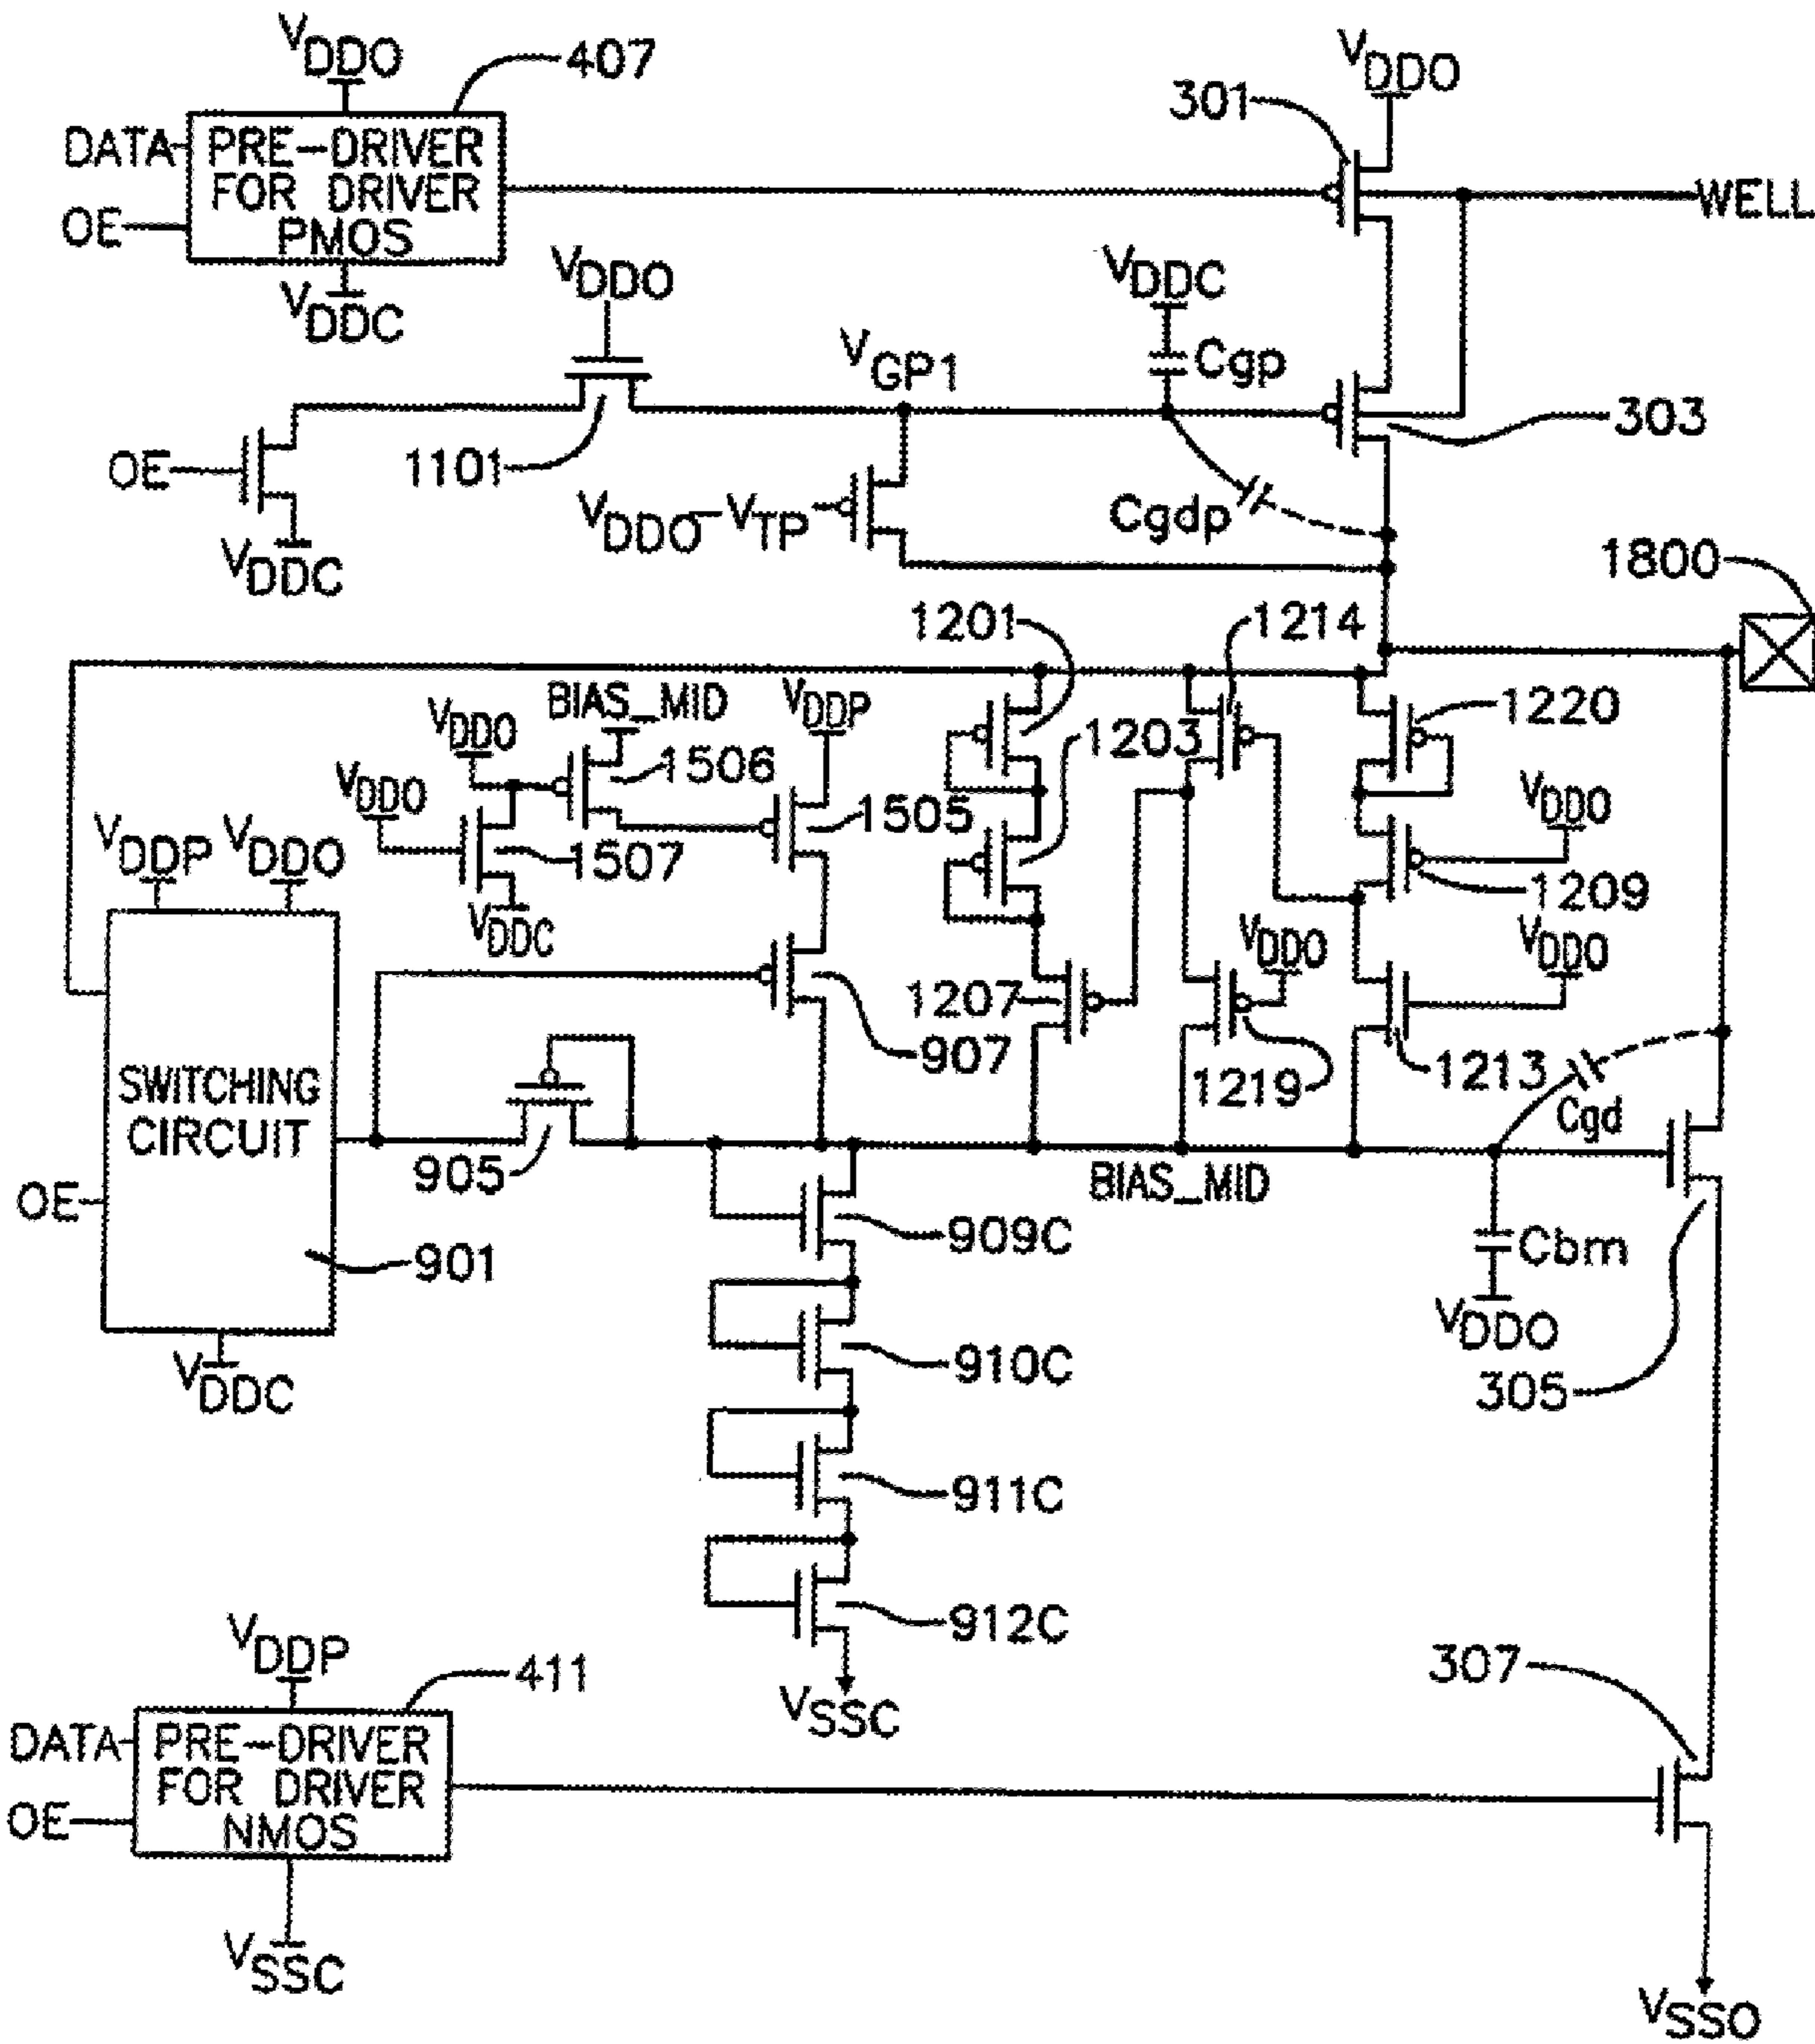 VDDO
407
DATA
PRE-DRIVER
FOR DRIVER
PMOS
OE
VDDC
301
VDDO
WELL
VDDO
1101
VGP1
VDDC
Cgp
303
OE
VDDC
VDDO-VTP
Cgdp
1800
1201
1214
1203
1220
BIAS_MID
VDDP
VDDO
1506
VDDO
1505
1507
VDDC
VDDO
1209
VDDP
VDDO
SWITCHING
CIRCUIT
OE
901
VDDC
907
905
1207
VDDO
1219
VDDO
1213
Cgd
BIAS_MID
Cbm
VDDO
305
909C
910C
911C
912C
VSSC
VDDP
411
DATA
PRE-DRIVER
FOR DRIVER
NMOS
OE
VSSC
307
VSSO